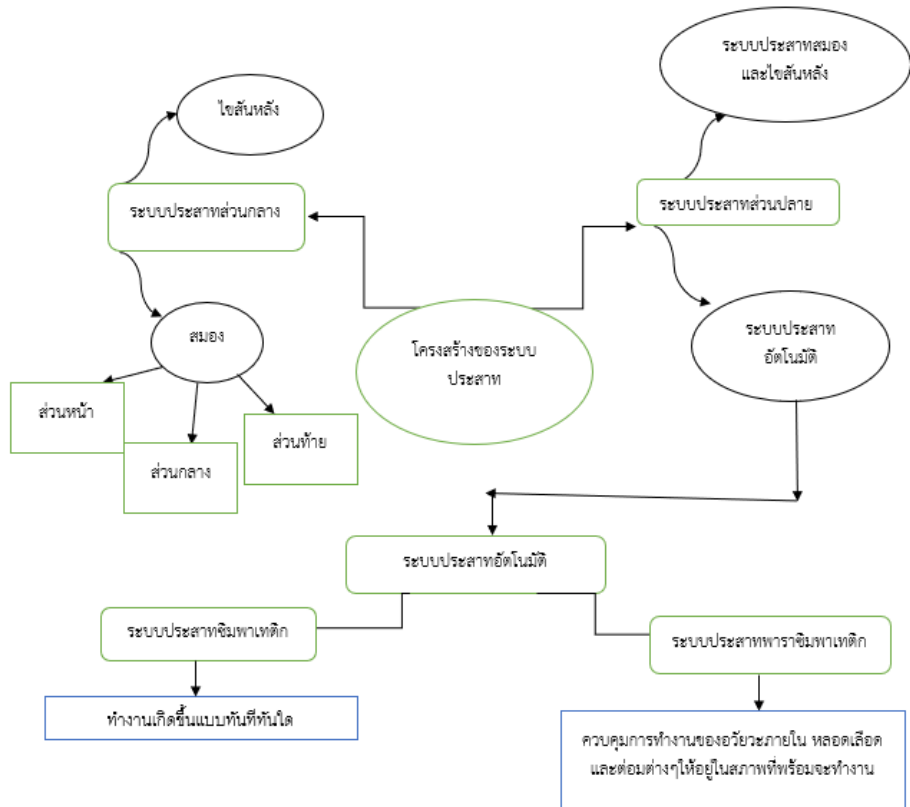 ระบบประสาทสมอง
และไขสันหลัง
ไขสันหลัง
ระบบประสาทส่วนกลาง
ระบบประสาทส่วนปลาย
สมอง
โครงสร้างของระบบ
ประสาท
ระบบประสาท
อัตโนมัติ
ส่วนหน้า
ส่วนกลาง
ส่วนท้าย
ระบบประสาทอัตโนมัติ
ระบบประสาทซิมพาเทติก
ระบบประสาทพาราซิมพาเทติก
ทำงานเกิดขึ้นแบบทันทีทันใด
ควบคุมการทำงานของอวัยวะภายใน หลอดเลือด
และต่อมต่างๆให้อยู่ในสภาพที่พร้อมจะทำงาน